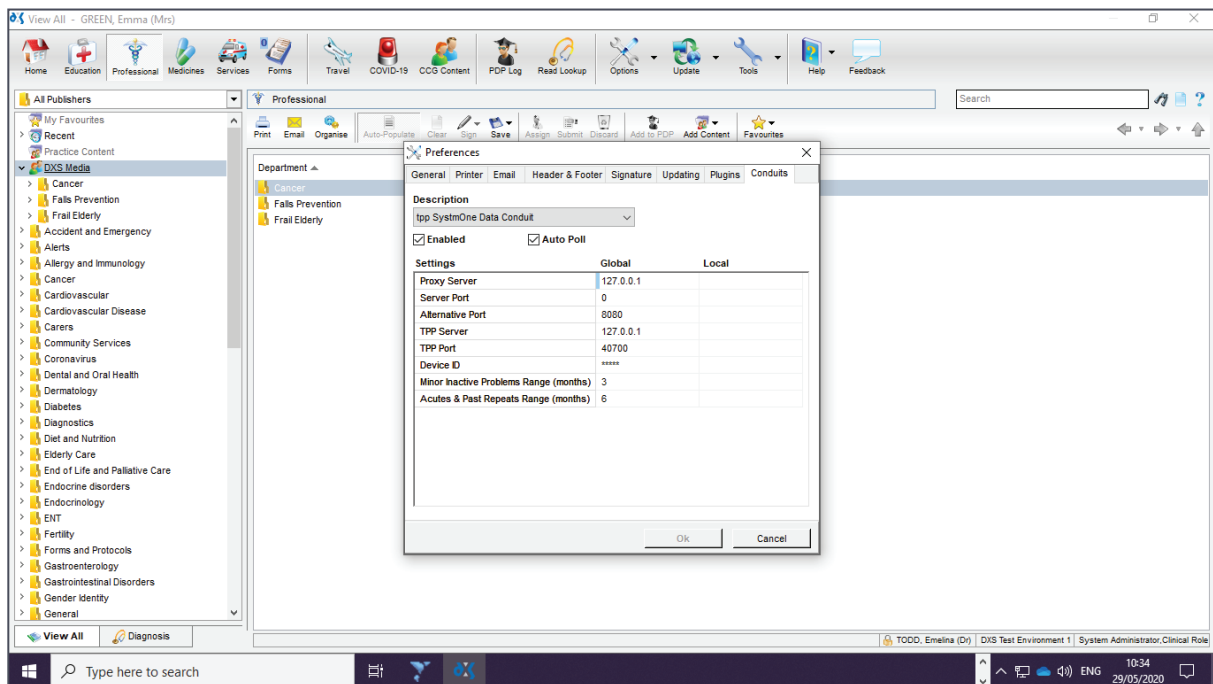 View All - GREEN, Emma (Mrs)
Home Education Professional Medicines Services Forms Travel COVID-19 CCG Content PDP Log Read Lookup Options Update Tools Help Feedback
All Publishers
Professional
Search
My Favourites
Recent
Practice Content
DXS Media
Cancer
Falls Prevention
Frail Elderly
Accident and Emergency
Alerts
Allergy and Immunology
Cancer
Cardiovascular
Cardiovascular Disease
Carers
Community Services
Coronavirus
Dental and Oral Health
Dermatology
Diabetes
Diagnostics
Diet and Nutrition
Elderly Care
End of Life and Palliative Care
Endocrine disorders
Endocrinology
ENT
Fertility
Forms and Protocols
Gastroenterology
Gastrointestinal Disorders
Gender Identity
General
View All Diagnosis
Print Email Organise Auto-Populate Clear Sign Save Assign Submit Discard Add to PDP Add Content Favourites
Department
Cancer
Falls Prevention
Frail Elderly
Preferences
General Printer Email Header & Footer Signature Updating Plugins Conduits
Description
tpp SystmOne Data Conduit
Enabled Auto Poll
Settings Global Local
Proxy Server 127.0.0.1
Server Port 0
Alternative Port 8080
TPP Server 127.0.0.1
TPP Port 40700
Device ID *****
Minor Inactive Problems Range (months) 3
Acutes & Past Repeats Range (months) 6
Ok Cancel
TODD, Emelina (Dr) DXS Test Environment 1 System Administrator,Clinical Role
Type here to search
ENG
10:34
29/05/2020